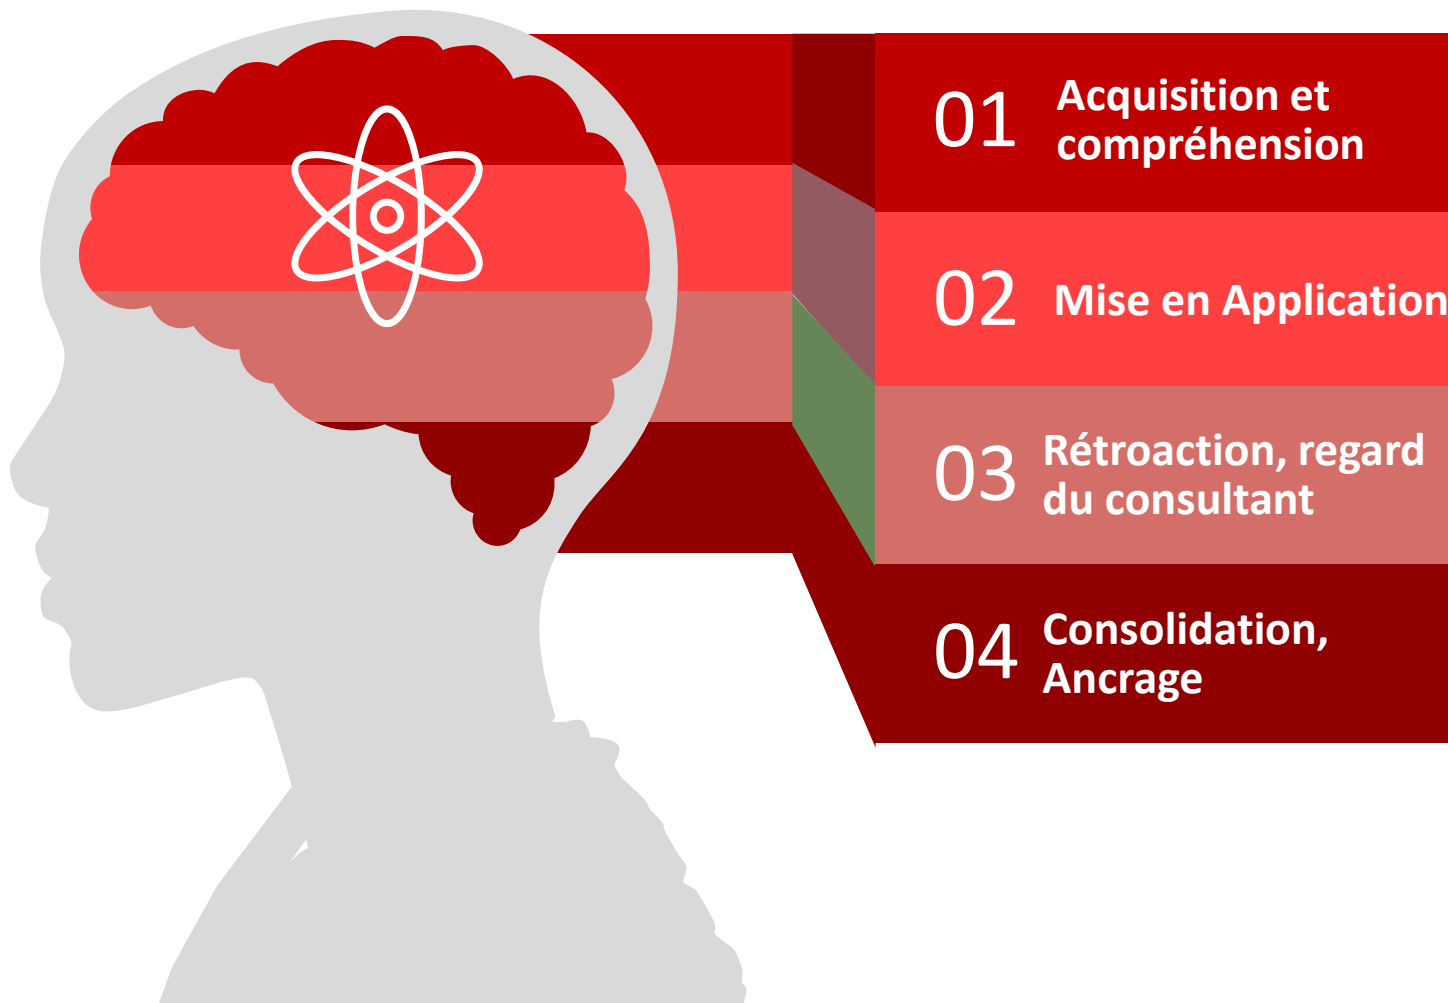 01
Acquisition et
compréhension
02
Mise en Application
03
Rétroaction, regard
du consultant
04
Consolidation,
Ancrage